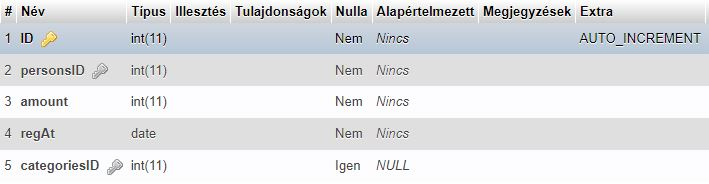 # Név Típus Illesztés Tulajdonságok Nulla Alapértelmezett Megjegyzések Extra
1 ID int(11) Nem Nincs AUTO_INCREMENT
2 personsID int(11) Nem Nincs
3 amount int(11) Nem Nincs
4 regAt date Nem Nincs
5 categoriesID int(11) Igen NULL